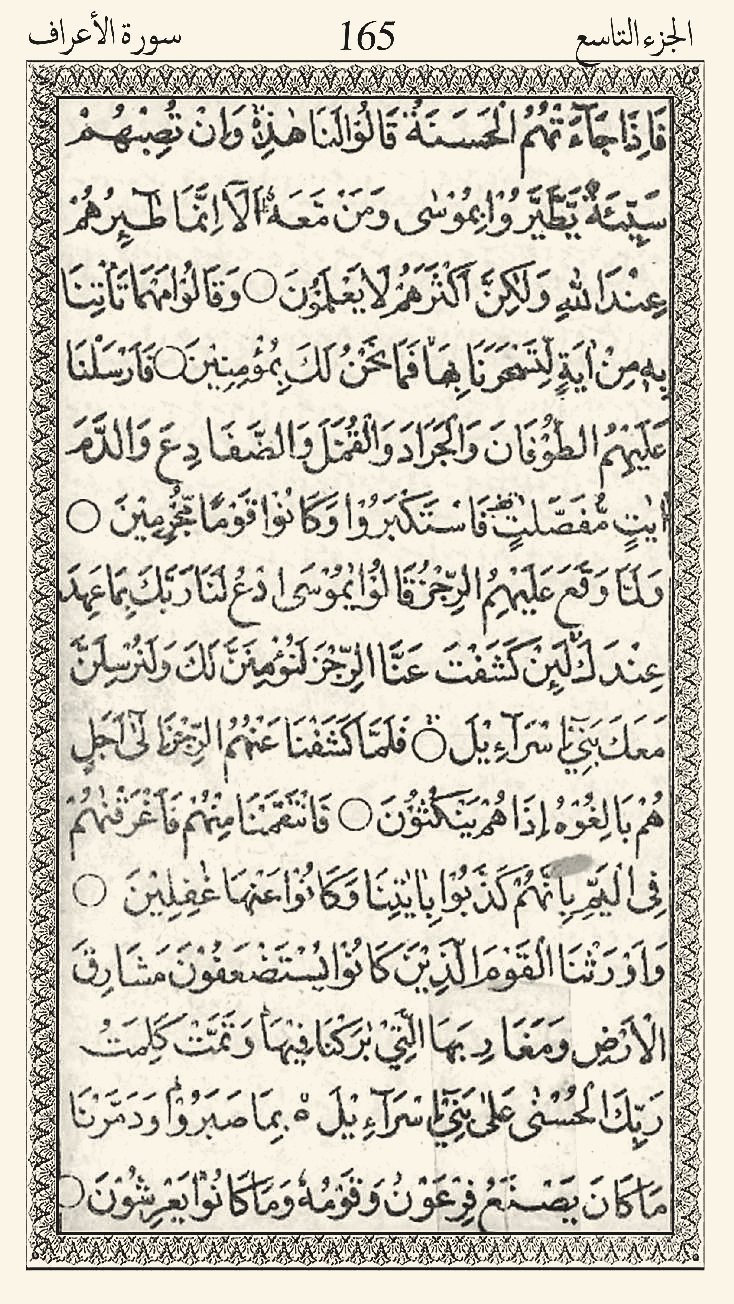 الجزء التاسع 165 سورة الأعراف
فَاِذَا جَآءَتْهُمُ الْحَسَنَةُ قَالُوْا لَنَا هٰذِهٖۚ وَاِنْ تُصِبْهُمْ
سَيِّئَةٌ يَّطَّيَّرُوْا بِمُوْسٰى وَمَنْ مَّعَهٗ ؕ اَلَاۤ اِنَّمَا طٰٓئِرُهُمْ
عِنْدَ اللّٰهِ وَلٰكِنَّ اَكْثَرَهُمْ لَا يَعْلَمُوْنَ ○ وَقَالُوْا مَهْمَا تَاْتِنَا
بِهٖ مِنْ اٰيَةٍ لِّتَسْحَرَنَا بِهَا ۙ فَمَا نَحْنُ لَكَ بِمُؤْمِنِيْنَ ○ فَاَرْسَلْنَا
عَلَيْهِمُ الطُّوْفَانَ وَالْجَرَادَ وَالْقُمَّلَ وَالضَّفَادِعَ وَالدَّمَ
اٰيٰتٍ مُّفَصَّلٰتٍ فَاسْتَكْبَرُوْا وَكَانُوْا قَوْمًا مُّجْرِمِيْنَ ○
وَلَمَّا وَقَعَ عَلَيْهِمُ الرِّجْزُ قَالُوْا يٰمُوْسَى ادْعُ لَنَا رَبَّكَ بِمَا عَهِدَ
عِنْدَكَ ۚ لَئِنْ كَشَفْتَ عَنَّا الرِّجْزَ لَنُؤْمِنَنَّ لَكَ وَلَنُرْسِلَنَّ
مَعَكَ بَنِيْۤ اِسْرَآءِيْلَ ○ فَلَمَّا كَشَفْنَا عَنْهُمُ الرِّجْزَ اِلٰٓى اَجَلٍ
هُمْ بَالِغُوْهُ اِذَا هُمْ يَنْكُثُوْنَ ○ فَانْتَقَمْنَا مِنْهُمْ فَاَغْرَقْنٰهُمْ
فِى الْيَمِّ بِاَنَّهُمْ كَذَّبُوْا بِاٰيٰتِنَا وَكَانُوْا عَنْهَا غٰفِلِيْنَ ○
وَاَوْرَثْنَا الْقَوْمَ الَّذِيْنَ كَانُوْا يُسْتَضْعَفُوْنَ مَشَارِقَ
الْاَرْضِ وَمَغَارِبَهَا الَّتِيْ بٰرَكْنَا فِيْهَا ؕ وَتَمَّتْ كَلِمَتُ
رَبِّكَ الْحُسْنٰى عَلٰى بَنِيْۤ اِسْرَآءِيْلَ ۵ بِمَا صَبَرُوْا ؕ وَدَمَّرْنَا
مَا كَانَ يَصْنَعُ فِرْعَوْنُ وَقَوْمُهٗ وَمَا كَانُوْا يَعْرِشُوْنَ ○